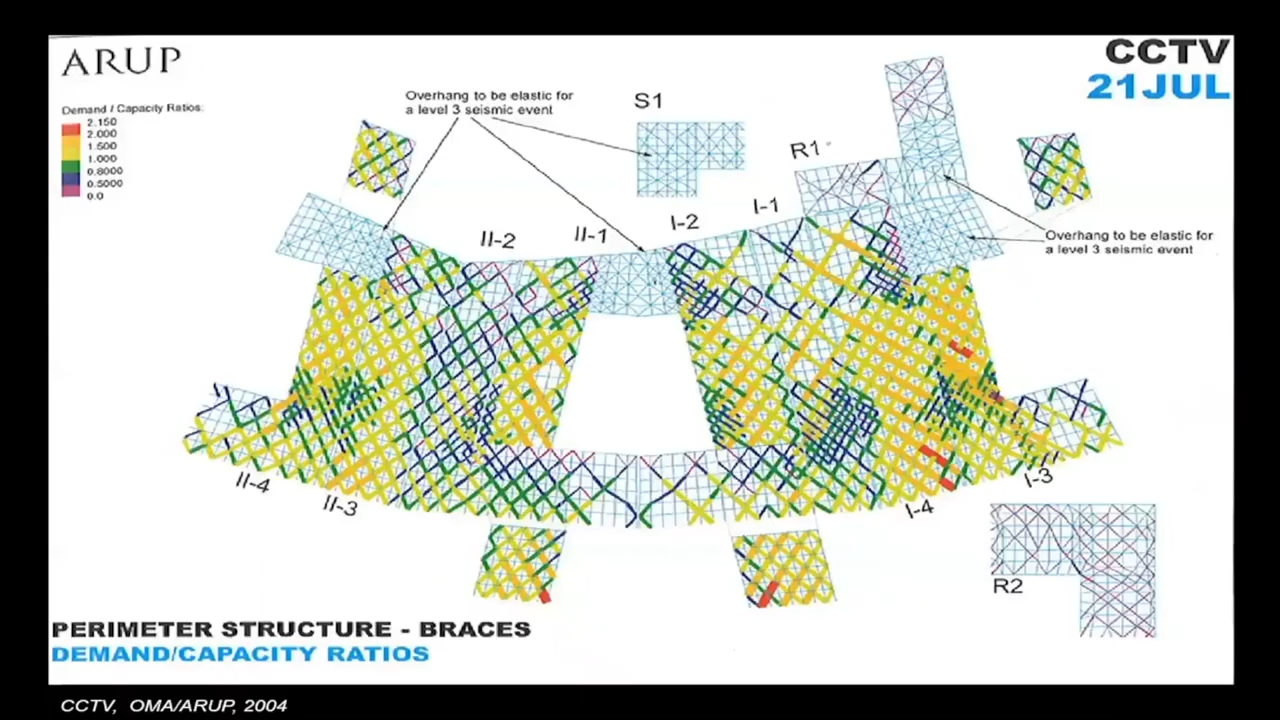 ARUP
CCTV
21JUL
Demand / Capacity Ratios:
2.150
2.000
1.500
1.000
0.8000
0.5000
0.0
Overhang to be elastic for
a level 3 seismic event
S1
R1
I-1
I-2
II-1
II-2
Overhang to be elastic for
a level 3 seismic event
II-4
II-3
I-4
I-3
R2
PERIMETER STRUCTURE - BRACES
DEMAND/CAPACITY RATIOS
CCTV, OMA/ARUP, 2004